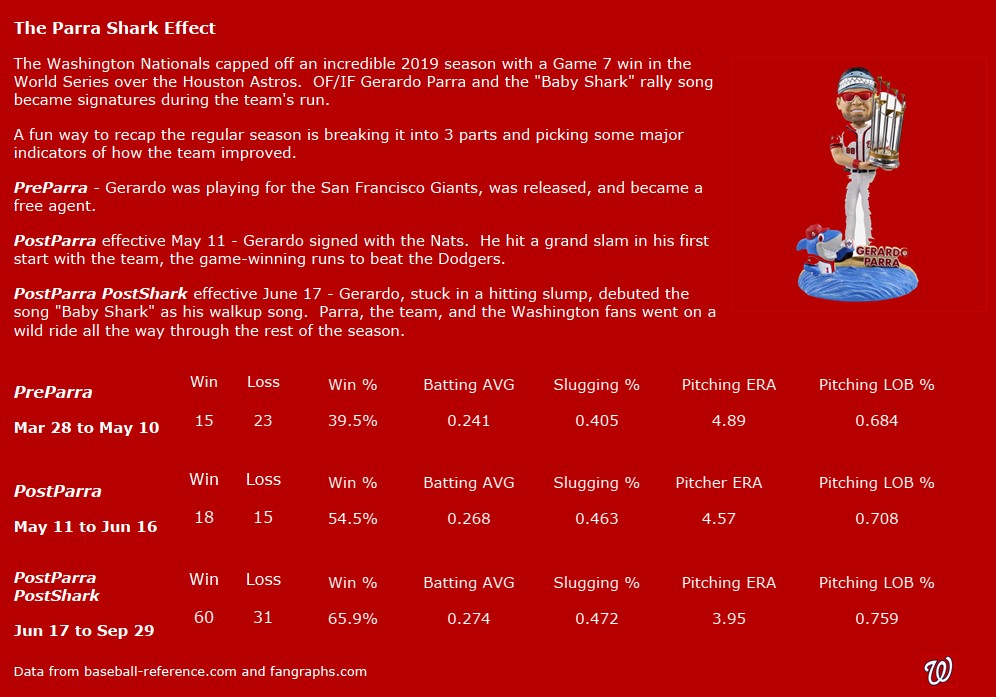 The Parra Shark Effect
The Washington Nationals capped off an incredible 2019 season with a Game 7 win in the
World Series over the Houston Astros.  OF/IF Gerardo Parra and the "Baby Shark" rally song
became signatures during the team's run.
A fun way to recap the regular season is breaking it into 3 parts and picking some major
indicators of how the team improved.
PreParra - Gerardo was playing for the San Francisco Giants, was released, and became a
free agent.
PostParra effective May 11 - Gerardo signed with the Nats.  He hit a grand slam in his first
start with the team, the game-winning runs to beat the Dodgers.
PostParra PostShark effective June 17 - Gerardo, stuck in a hitting slump, debuted the
song "Baby Shark" as his walkup song.  Parra, the team, and the Washington fans went on a
wild ride all the way through the rest of the season.
88
GERARDO
PARRA
PreParra Win Loss Win % Batting AVG Slugging % Pitching ERA Pitching LOB %
Mar 28 to May 10 15 23 39.5% 0.241 0.405 4.89 0.684
PostParra Win Loss Win % Batting AVG Slugging % Pitcher ERA Pitching LOB %
May 11 to Jun 16 18 15 54.5% 0.268 0.463 4.57 0.708
PostParra
PostShark Win Loss Win % Batting AVG Slugging % Pitching ERA Pitching LOB %
Jun 17 to Sep 29 60 31 65.9% 0.274 0.472 3.95 0.759
Data from baseball-reference.com and fangraphs.com
W